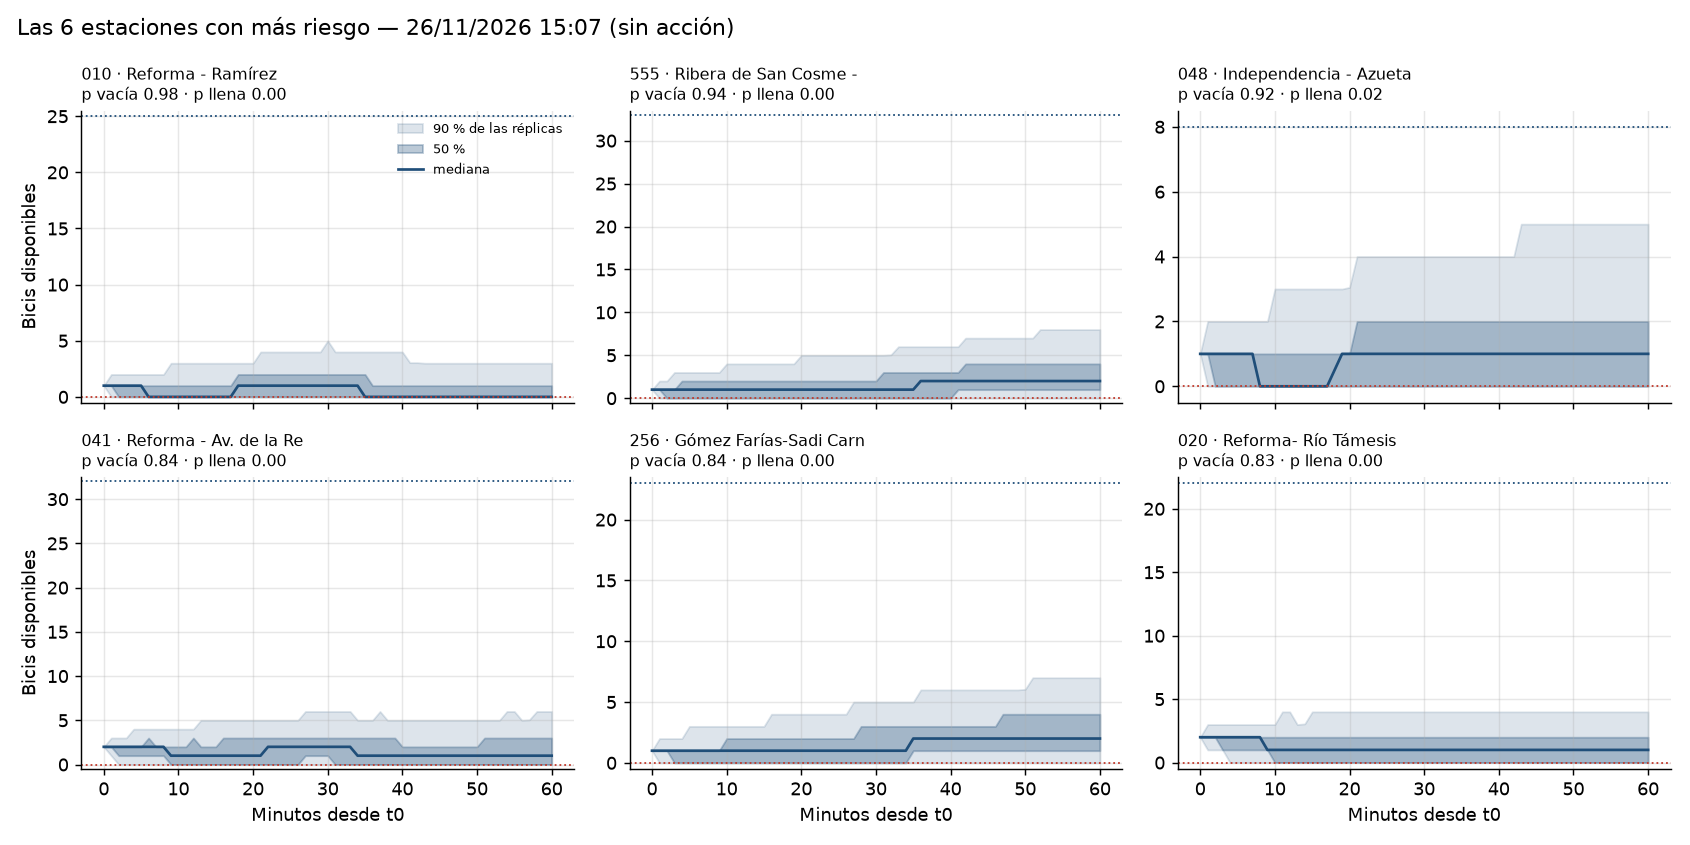 Las 6 estaciones con más riesgo — 26/11/2026 15:07 (sin acción)
010 · Reforma - Ramírez
p vacía 0.98 · p llena 0.00
555 · Ribera de San Cosme -
p vacía 0.94 · p llena 0.00
048 · Independencia - Azueta
p vacía 0.92 · p llena 0.02
Bicis disponibles
25
20
15
10
5
0
90 % de las réplicas
50 %
mediana
30
25
20
15
10
5
0
8
6
4
2
0
041 · Reforma - Av. de la Re
p vacía 0.84 · p llena 0.00
256 · Gómez Farías-Sadi Carn
p vacía 0.84 · p llena 0.00
020 · Reforma- Río Támesis
p vacía 0.83 · p llena 0.00
Bicis disponibles
30
25
20
15
10
5
0
20
15
10
5
0
20
15
10
5
0
0 10 20 30 40 50 60
0 10 20 30 40 50 60
0 10 20 30 40 50 60
Minutos desde t0
Minutos desde t0
Minutos desde t0